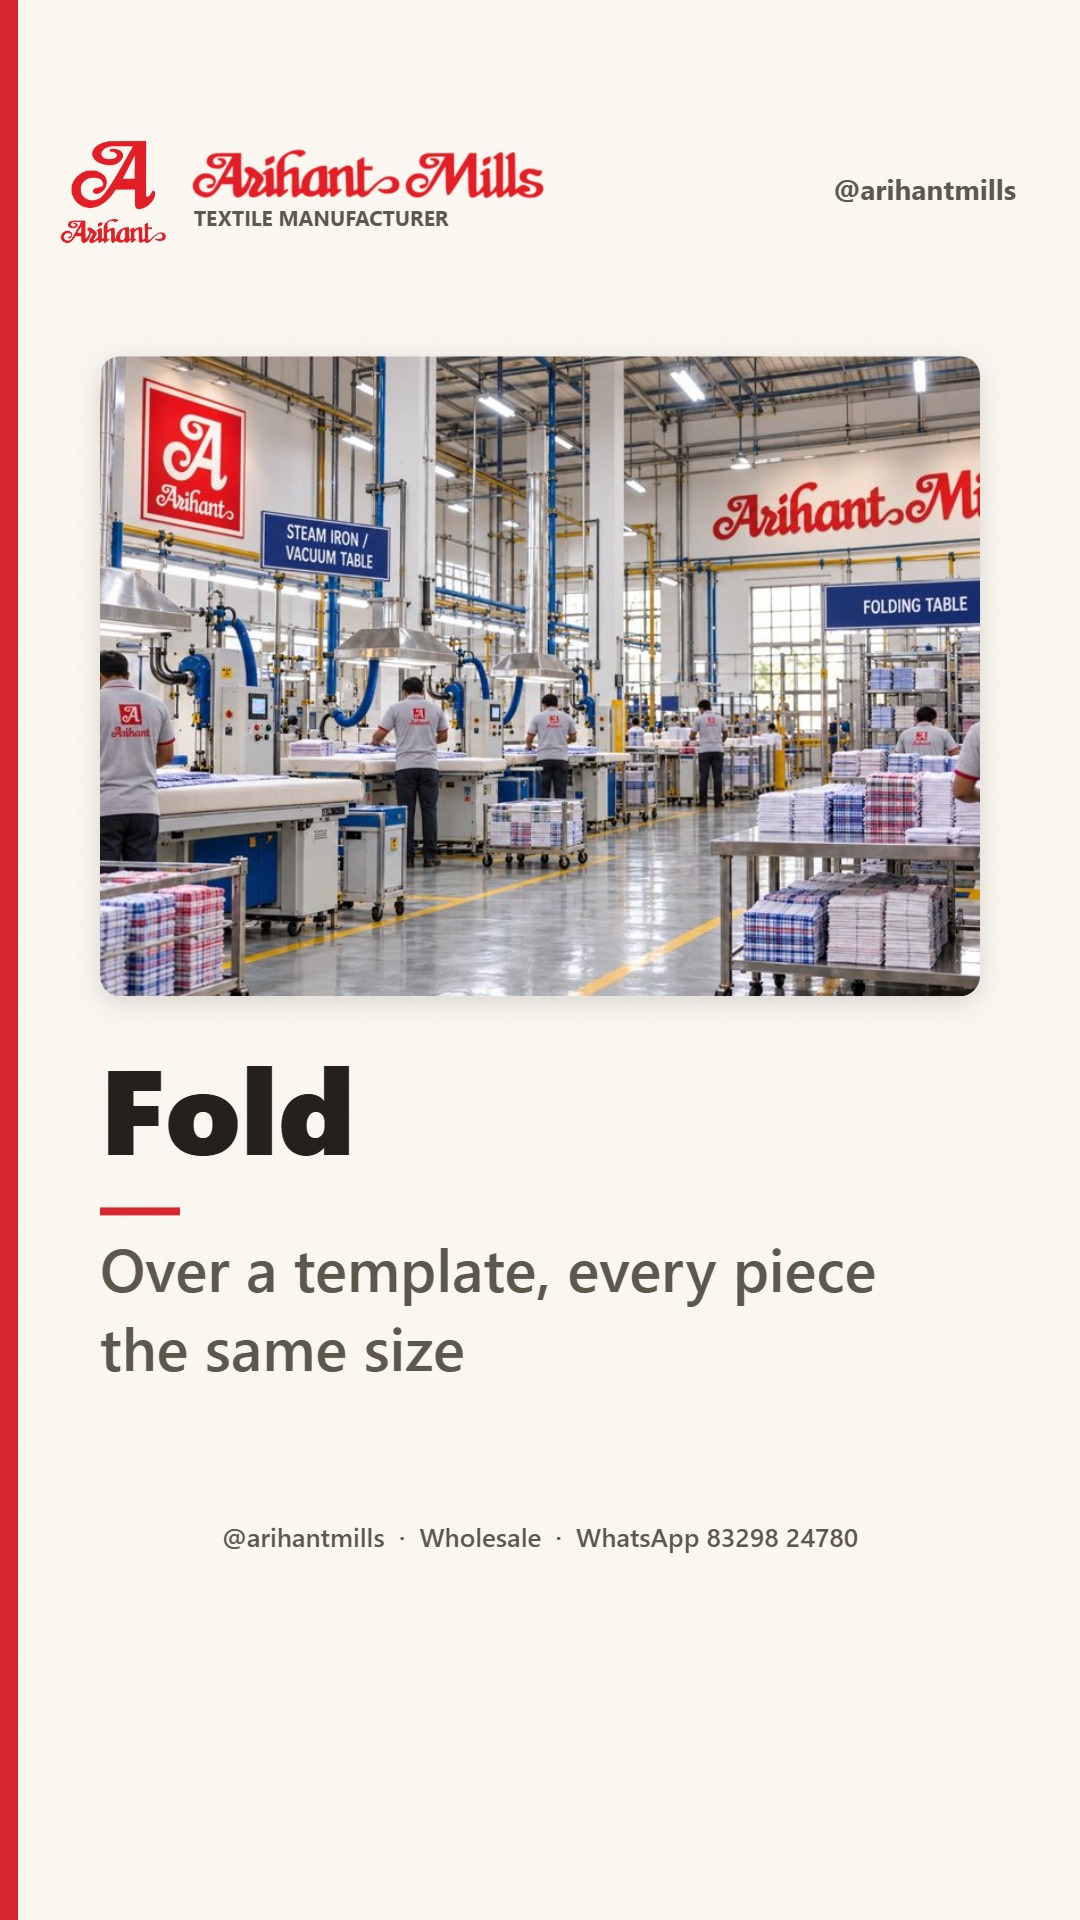 A
Arihant
Arihant Mills
TEXTILE MANUFACTURER
@arihantmills
A
Arihant
STEAM IRON /
VACUUM TABLE
Arihant Mi
FOLDING TABLE
A
Arihant
A
A
A
A
Fold
Over a template, every piece
the same size
@arihantmills · Wholesale · WhatsApp 83298 24780